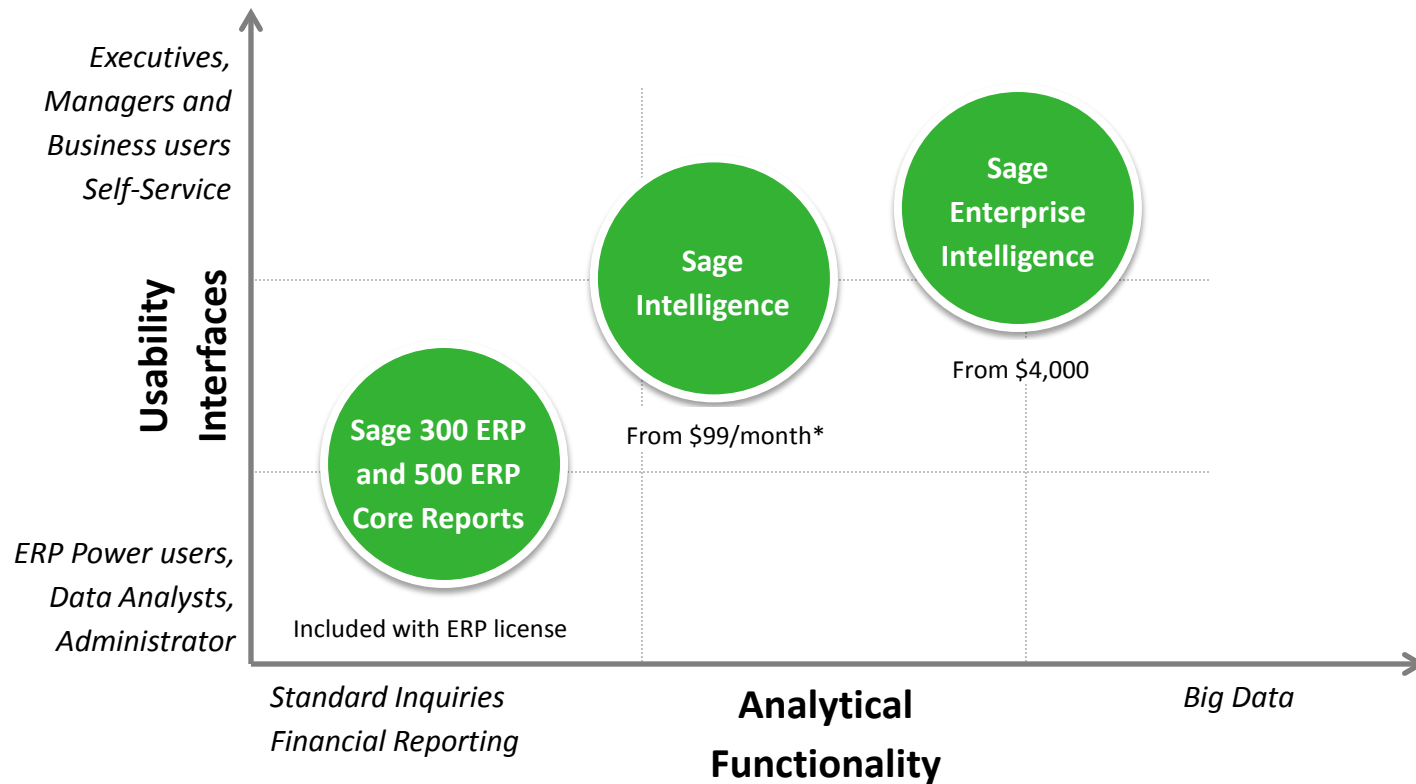 Executives,
Managers and
Business users
Self-Service
Usability
Interfaces
ERP Power users,
Data Analysts,
Administrator
Sage
Enterprise
Intelligence
From $4,000
Sage
Intelligence
From $99/month*
Sage 300 ERP
and 500 ERP
Core Reports
Included with ERP license
Standard Inquiries
Financial Reporting
Analytical
Functionality
Big Data